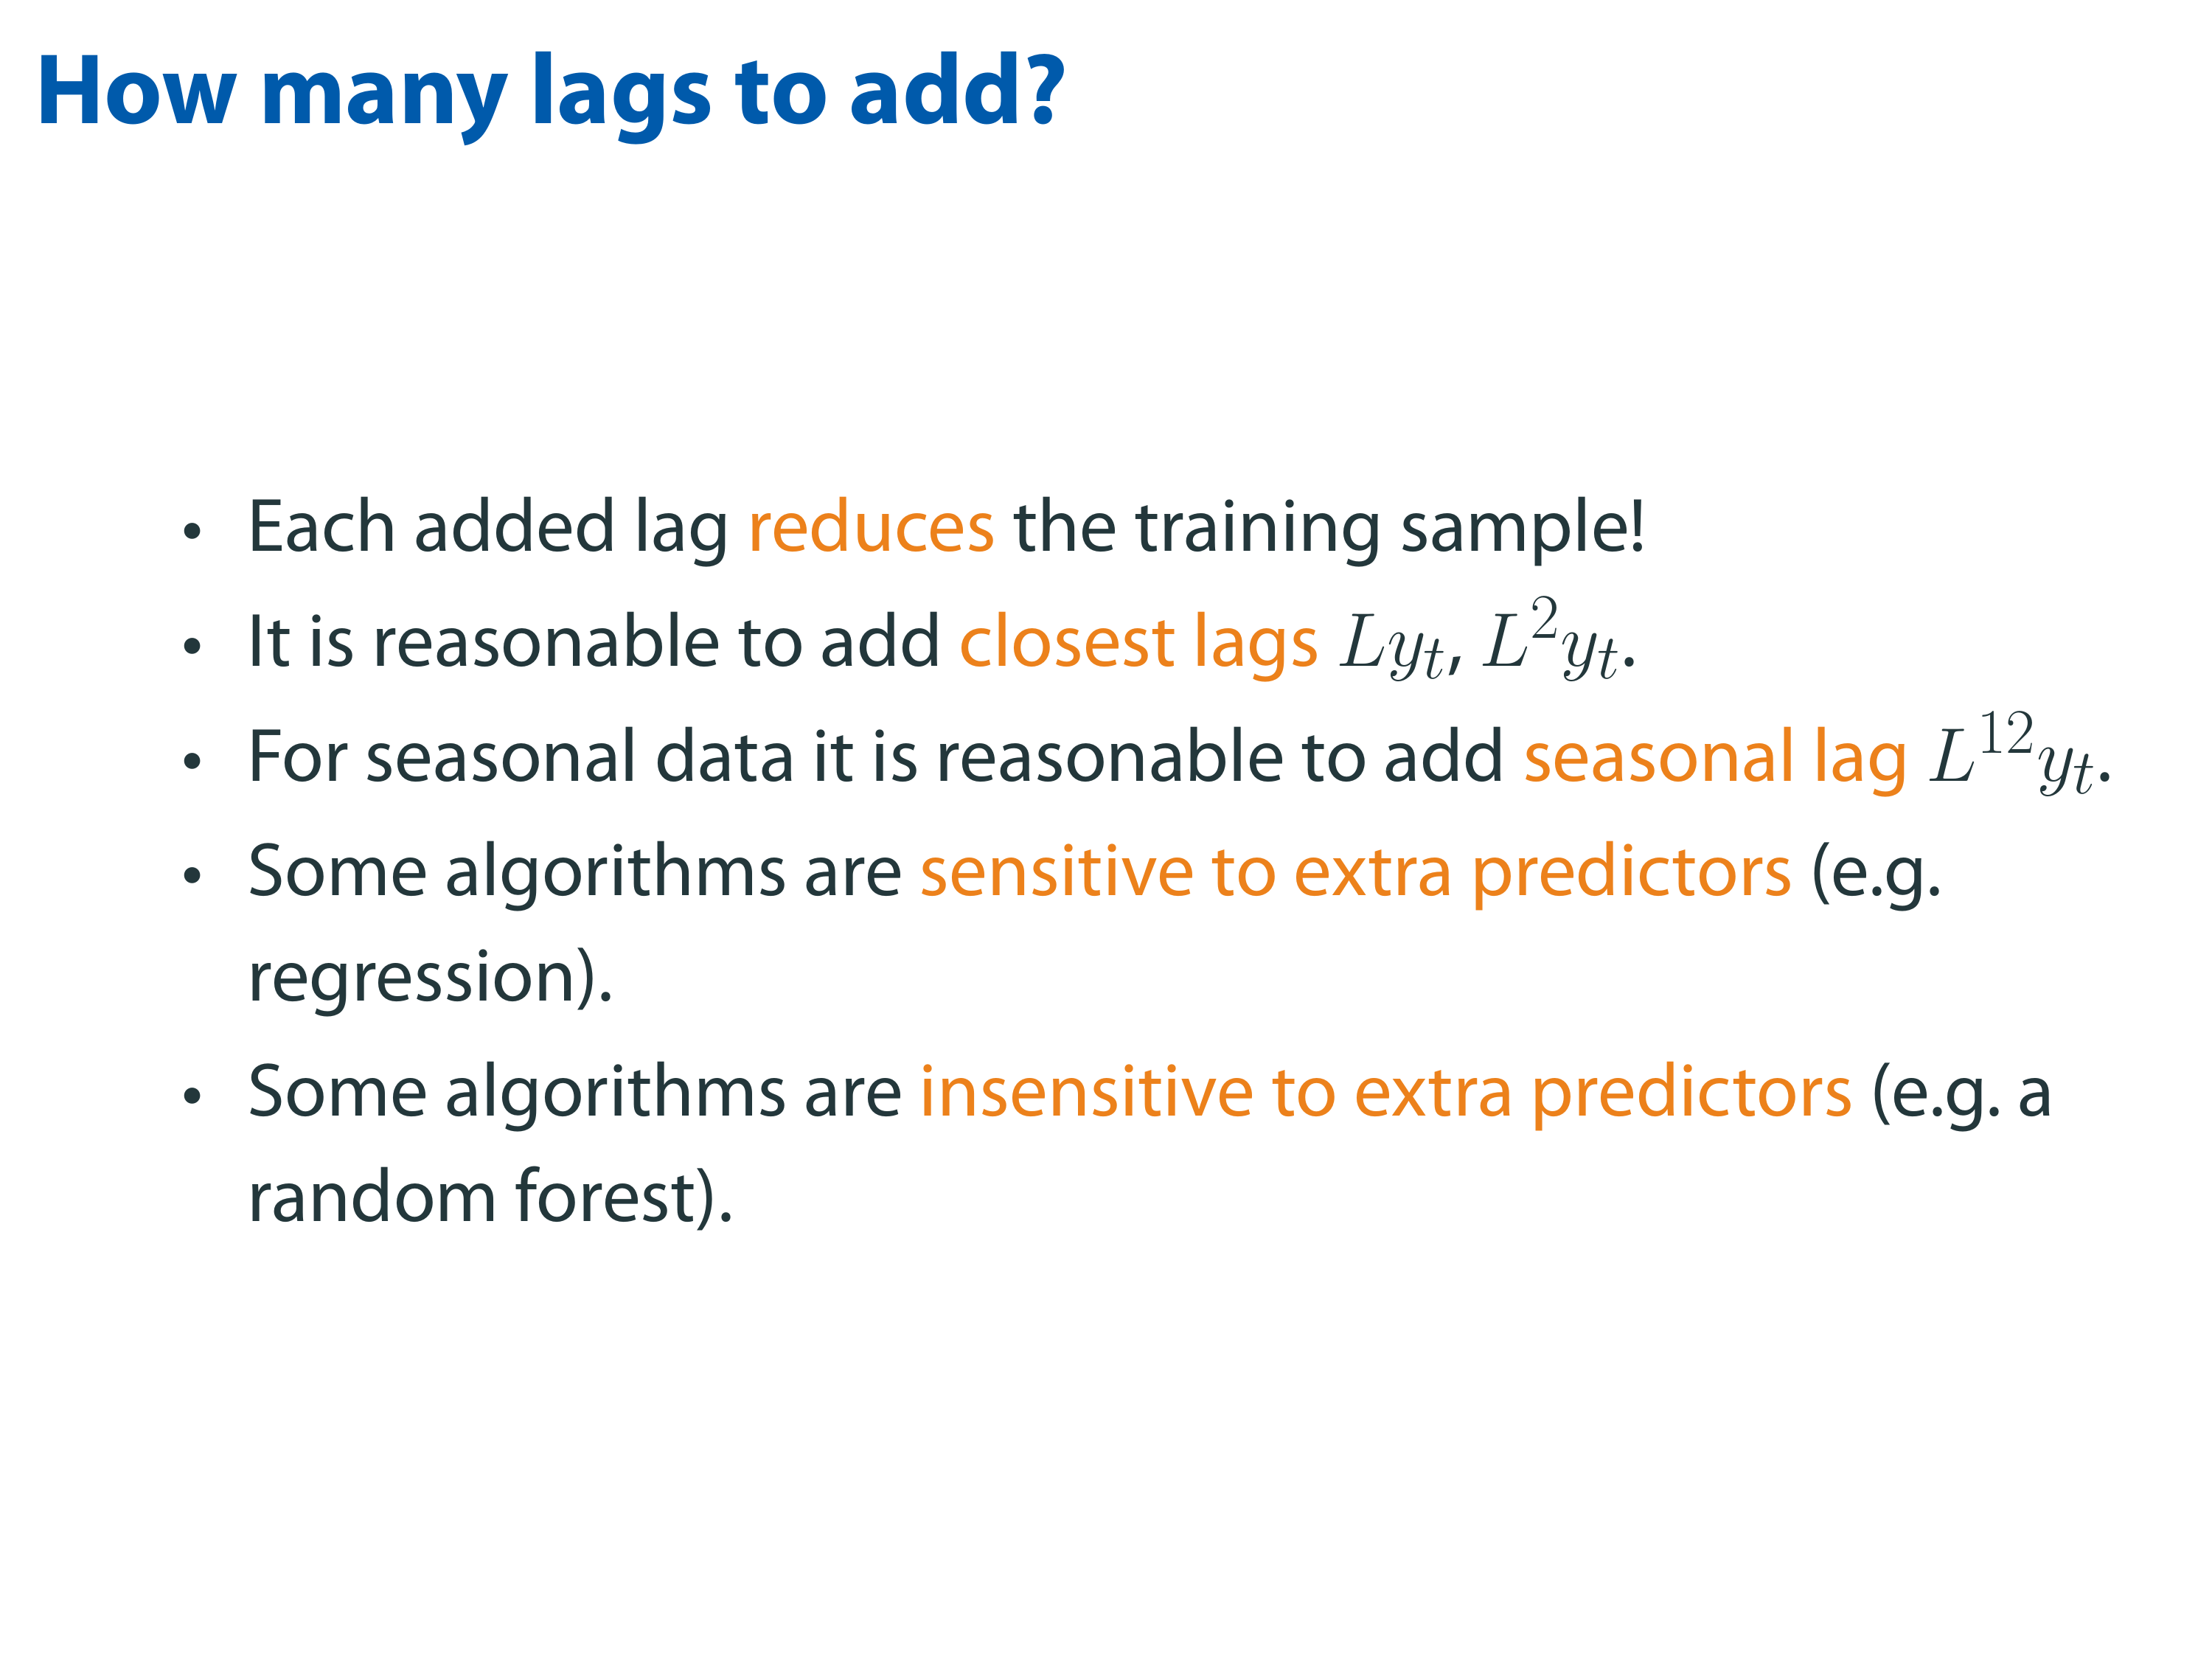 How many lags to add?
• Each added lag reduces the training sample!
• It is reasonable to add closest lags $Ly_t$, $L^2y_t$.
• For seasonal data it is reasonable to add seasonal lag $L^{12}y_t$.
• Some algorithms are sensitive to extra predictors (e.g.
regression).
• Some algorithms are insensitive to extra predictors (e.g. a
random forest).